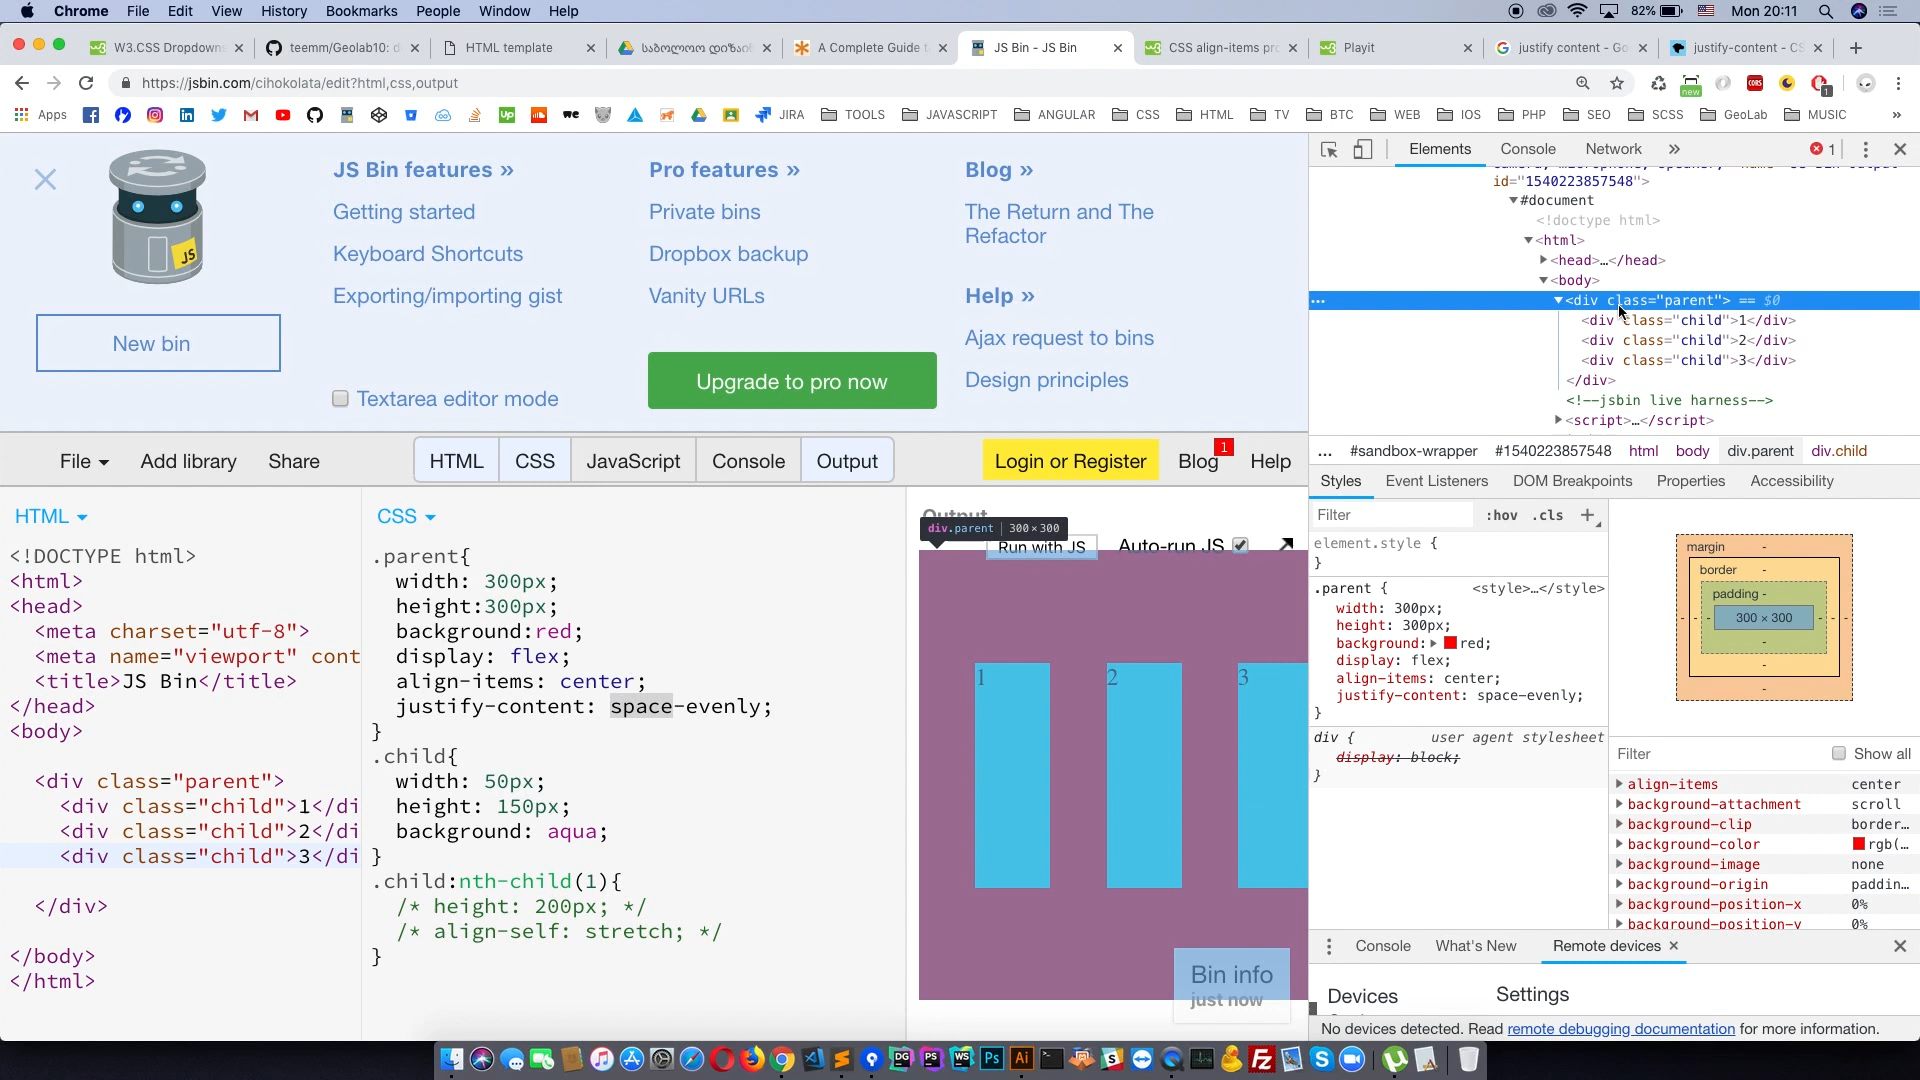 Chrome File Edit View History Bookmarks People Window Help 82% Mon 20:11
W3.CSS Dropdowns teemm/Geolab10: d HTML template საბოლოო დიზაინ A Complete Guide t JS Bin - JS Bin CSS align-items pro Playit justify content - Go justify-content - CS
https://jsbin.com/cihokolata/edit?html,css,output
new CORS 1
Apps JIRA TOOLS JAVASCRIPT ANGULAR CSS HTML TV BTC WEB IOS PHP SEO SCSS GeoLab MUSIC »
JS
New bin
JS Bin features »
Getting started
Keyboard Shortcuts
Exporting/importing gist
Textarea editor mode
Pro features »
Private bins
Dropbox backup
Vanity URLs
Upgrade to pro now
Blog »
The Return and The
Refactor
Help »
Ajax request to bins
Design principles
File Add library Share HTML CSS JavaScript Console Output Login or Register Blog 1 Help
HTML
<!DOCTYPE html>
<html>
<head>
<meta charset="utf-8">
<meta name="viewport" cont
<title>JS Bin</title>
</head>
<body>
<div class="parent">
<div class="child">1</di
<div class="child">2</di
<div class="child">3</di
</div>
</body>
</html>
CSS
.parent{
width: 300px;
height:300px;
background:red;
display: flex;
align-items: center;
justify-content: space-evenly;
}
.child{
width: 50px;
height: 150px;
background: aqua;
}
.child:nth-child(1){
/* height: 200px; */
/* align-self: stretch; */
}
Output
div.parent 300×300
Run with JS Auto-run JS
1 2 3
Bin info
just now
Elements Console Network » 1
id="1540223857548">
#document
<!doctype html>
<html>
<head>…</head>
<body>
… <div class="parent"> == $0
<div class="child">1</div>
<div class="child">2</div>
<div class="child">3</div>
</div>
<!--jsbin live harness-->
<script>…</script>
… #sandbox-wrapper #1540223857548 html body div.parent div.child
Styles Event Listeners DOM Breakpoints Properties Accessibility
Filter :hov .cls +
element.style {
}
.parent { <style>…</style>
width: 300px;
height: 300px;
background: red;
display: flex;
align-items: center;
justify-content: space-evenly;
}
div { user agent stylesheet
display: block;
}
margin -
border -
padding -
- - - 300 × 300 - - -
-
-
-
Filter Show all
align-items center
background-attachment scroll
background-clip border…
background-color rgb(…
background-image none
background-origin paddin…
background-position-x 0%
background-position-y 0%
Console What's New Remote devices
Devices Settings
No devices detected. Read remote debugging documentation for more information.
DG PS WS Ps Ai